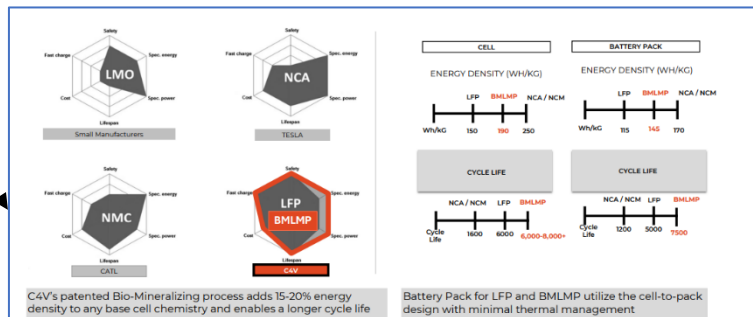 Safety
Fast charge
Spec. energy
LMO
Cost
Spec. power
Lifespan
Small Manufacturers
Safety
Fast charge
Spec. energy
NCA
Cost
Spec. power
Lifespan
TESLA
Safety
Fast charge
Spec. energy
NMC
Cost
Spec. power
Lifespan
CATL
Safety
Fast charge
Spec. energy
LFP
BMLMP
Cost
Spec. power
Lifespan
C4V
C4V's patented Bio-Mineralizing process adds 15-20% energy
density to any base cell chemistry and enables a longer cycle life
CELL
ENERGY DENSITY (WH/KG)
LFP BMLMP NCA / NCM
Wh/kG 150 190 250
CYCLE LIFE
NCA / NCM LFP BMLMP
Cycle 1600 6000 6,000-8,000+
Life
BATTERY PACK
ENERGY DENSITY (WH/KG)
LFP BMLMP NCA / NCM
Wh/kG 115 145 170
CYCLE LIFE
NCA / NCM LFP BMLMP
Cycle 1200 5000 7500
Life
Battery Pack for LFP and BMLMP utilize the cell-to-pack
design with minimal thermal management